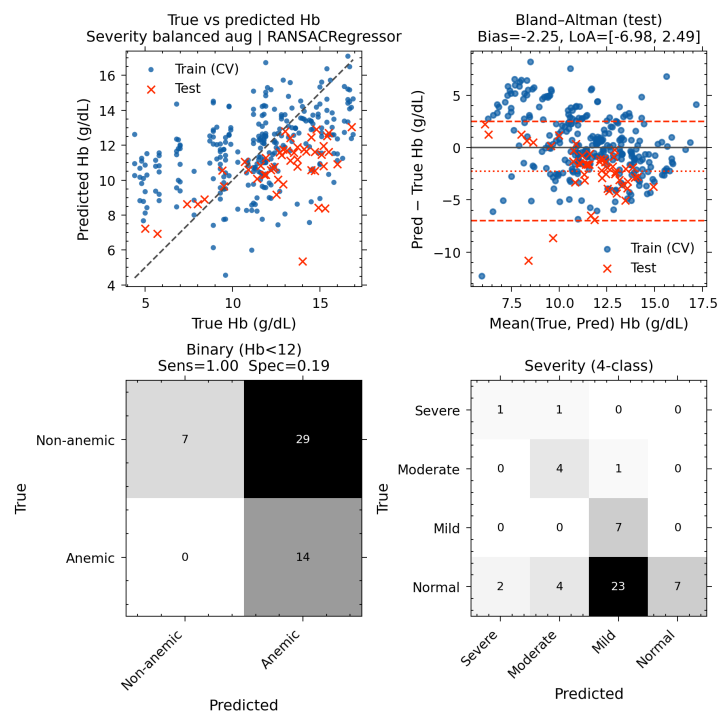 True vs predicted Hb
Severity balanced aug | RANSACRegressor
Predicted Hb (g/dL)
16
14
12
10
8
6
4
Train (CV)
Test
5
10
15
True Hb (g/dL)
Bland–Altman (test)
Bias=-2.25, LoA=[-6.98, 2.49]
Pred − True Hb (g/dL)
5
0
−5
−10
Train (CV)
Test
7.5
10.0
12.5
15.0
17.5
Mean(True, Pred) Hb (g/dL)
Binary (Hb<12)
Sens=1.00 Spec=0.19
True
Non-anemic
7
29
Anemic
0
14
Non-anemic
Anemic
Predicted
Severity (4-class)
True
Severe
1
1
0
0
Moderate
0
4
1
0
Mild
0
0
7
0
Normal
2
4
23
7
Severe
Moderate
Mild
Normal
Predicted